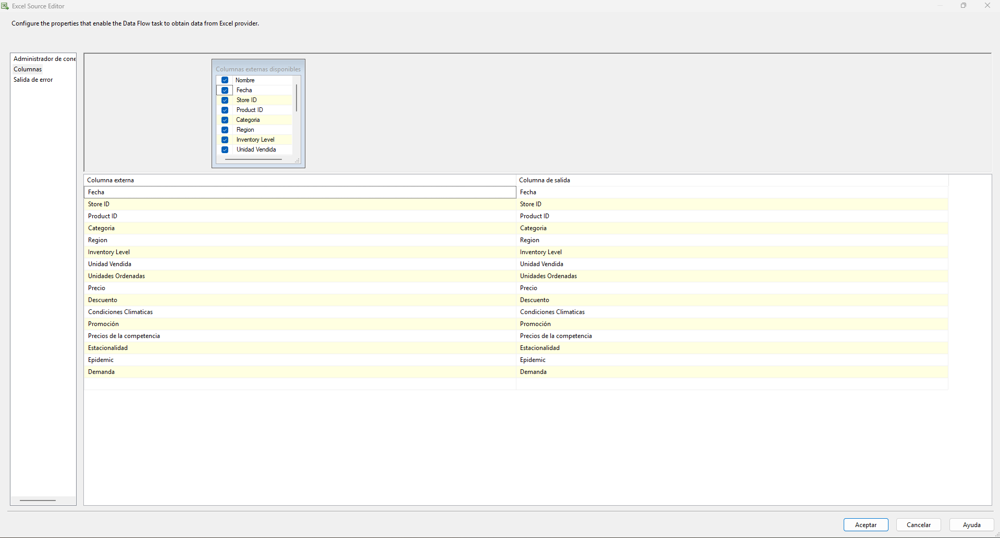 Excel Source Editor
Configure the properties that enable the Data Flow task to obtain data from Excel provider.
Administrador de cone
Columnas
Salida de error
Columnas externas disponibles
Nombre
Fecha
Store ID
Product ID
Categoria
Region
Inventory Level
Unidad Vendida
Columna externa Columna de salida
Fecha Fecha
Store ID Store ID
Product ID Product ID
Categoria Categoria
Region Region
Inventory Level Inventory Level
Unidad Vendida Unidad Vendida
Unidades Ordenadas Unidades Ordenadas
Precio Precio
Descuento Descuento
Condiciones Climaticas Condiciones Climaticas
Promoción Promoción
Precios de la competencia Precios de la competencia
Estacionalidad Estacionalidad
Epidemic Epidemic
Demanda Demanda
Aceptar Cancelar Ayuda